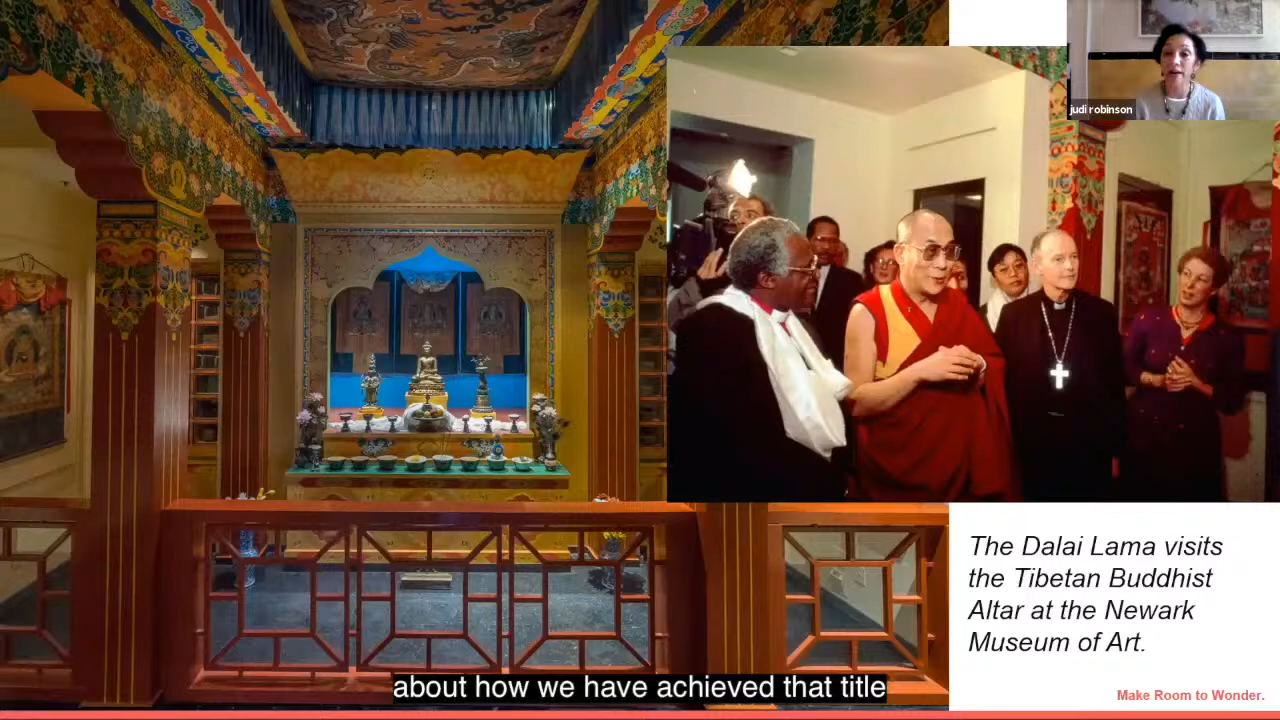 judi robinson
The Dalai Lama visits
the Tibetan Buddhist
Altar at the Newark
Museum of Art.
about how we have achieved that title
Make Room to Wonder.